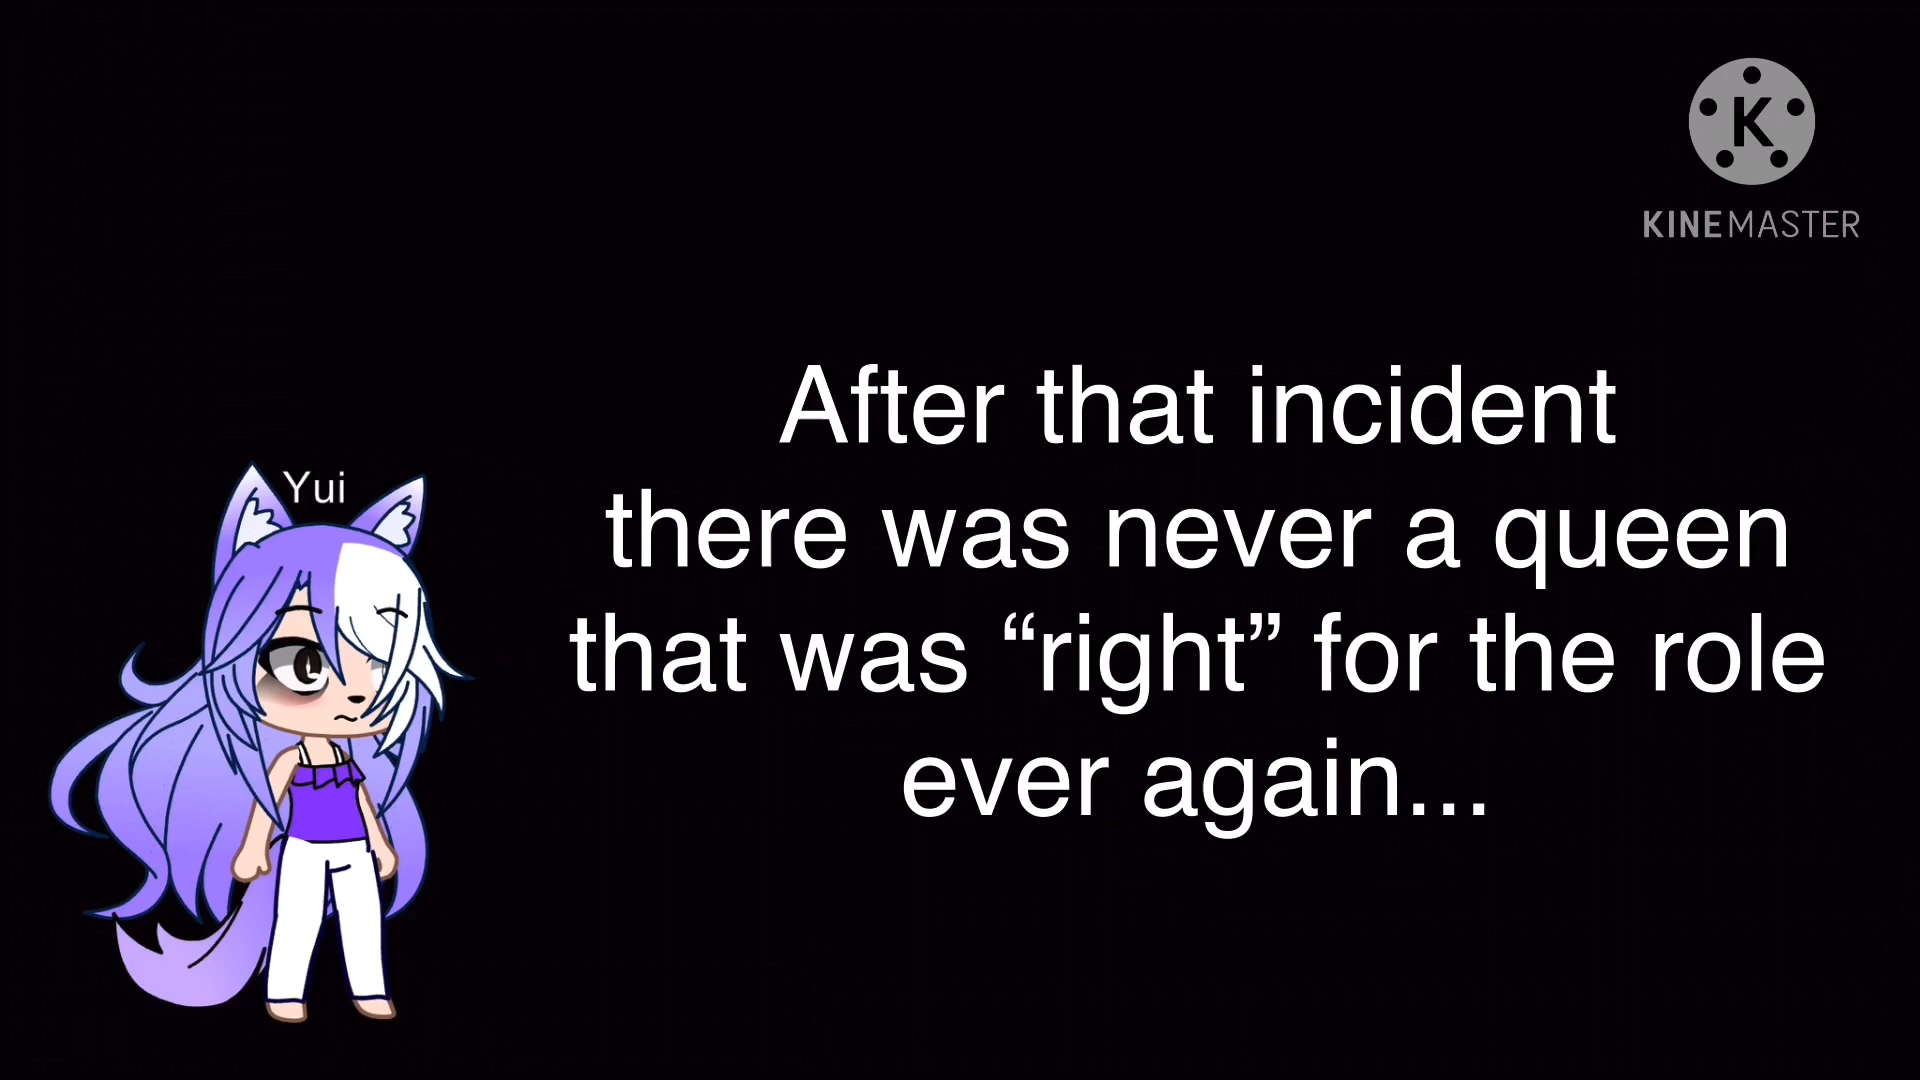 K
KINEMASTER
Yui
After that incident
there was never a queen
that was “right” for the role
ever again...